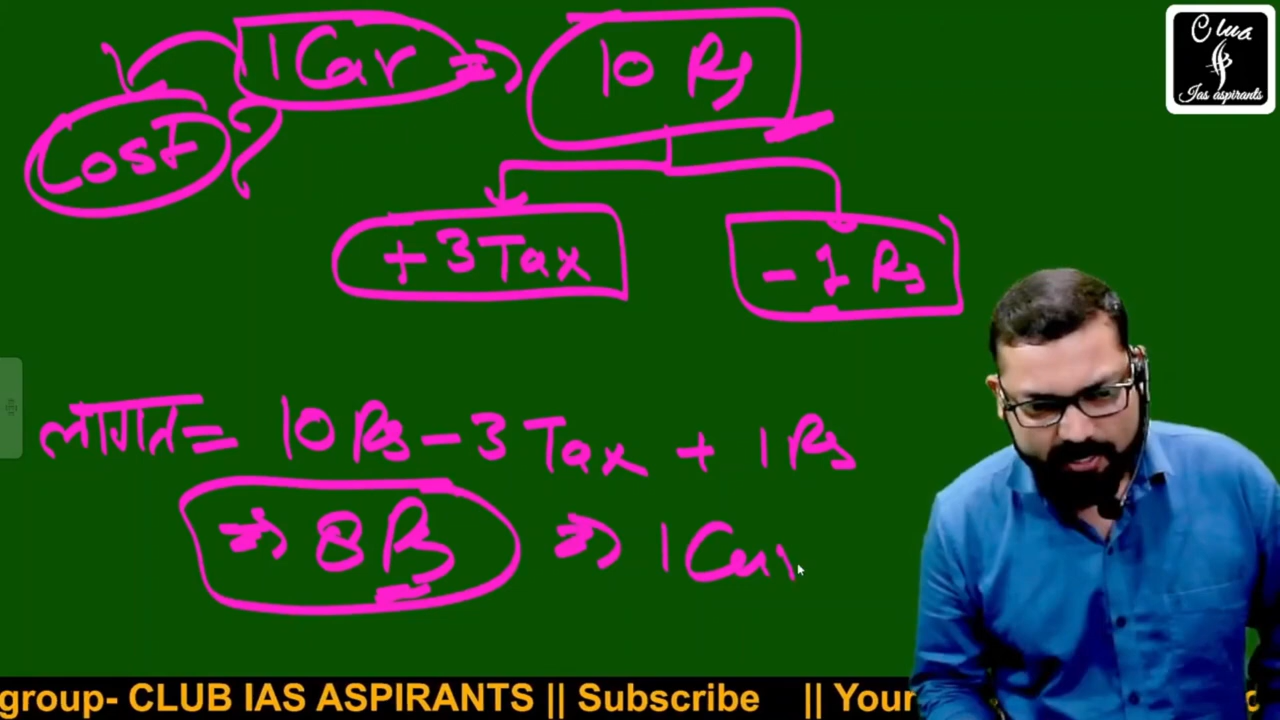 Club
Ias aspirants
1 Car ⇒ 10 Rs
Cost
+ 3 Tax
- 1 Rs
लागत = 10 Rs - 3 Tax + 1 Rs
⇒ 8 Rs ⇒ 1 Car
group- CLUB IAS ASPIRANTS || Subscribe || Your